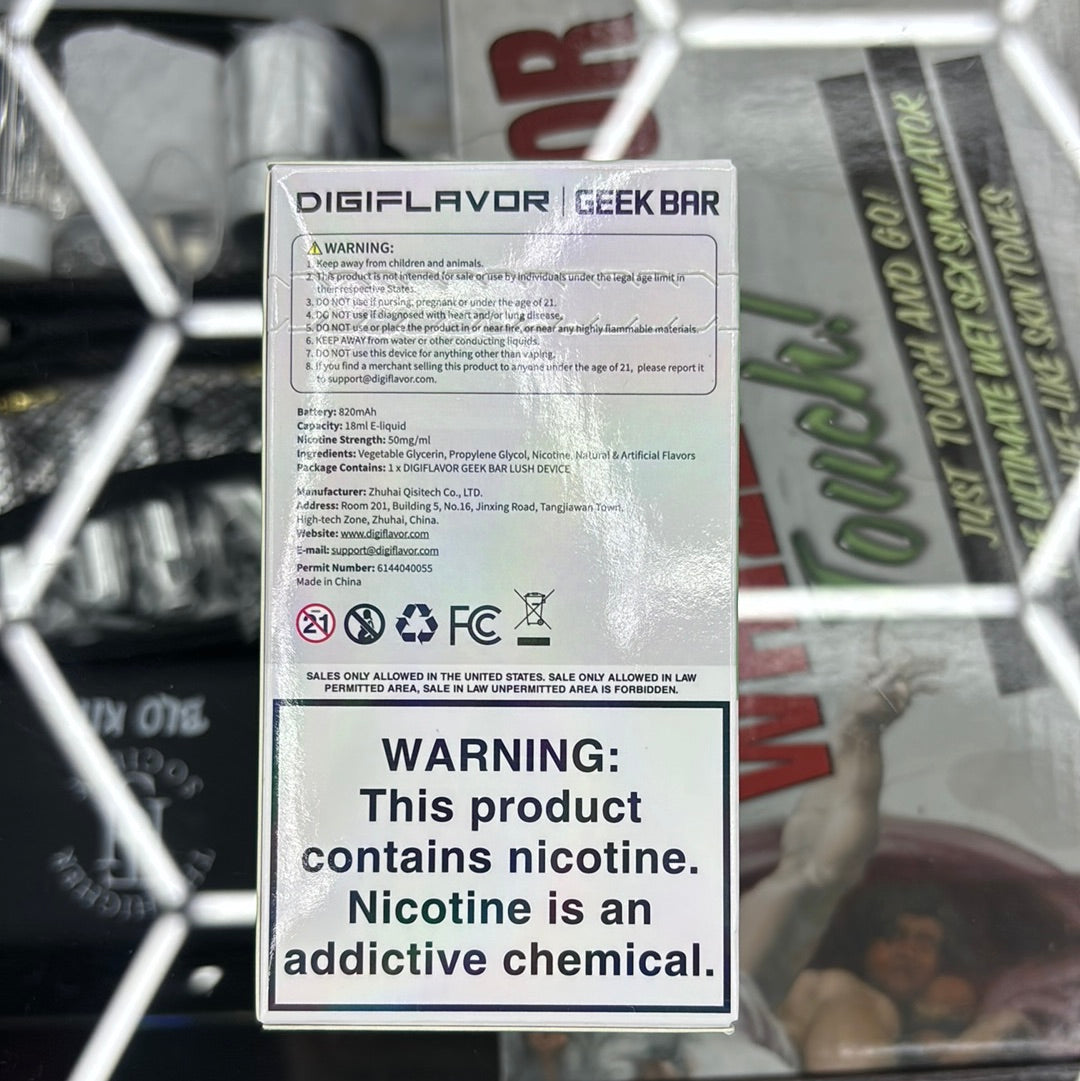 DIGIFLAVOR | GEEK BAR
WARNING:
1. Keep away from children and animals.
2. This product is not intended for sale or use by individuals under the legal age limit in
their respective States.
3. DO NOT use if nursing, pregnant or under the age of 21.
4. DO NOT use if diagnosed with heart and/or lung disease.
5. DO NOT use or place the product in or near fire, or near any highly flammable materials.
6. KEEP AWAY from water or other conducting liquids.
7. DO NOT use this device for anything other than vaping.
8. If you find a merchant selling this product to anyone under the age of 21, please report it
to support@digiflavor.com.
Battery: 820mAh
Capacity: 18ml E-liquid
Nicotine Strength: 50mg/ml
Ingredients: Vegetable Glycerin, Propylene Glycol, Nicotine, Natural & Artificial Flavors
Package Contains: 1 x DIGIFLAVOR GEEK BAR LUSH DEVICE
Manufacturer: Zhuhai Qisitech Co., LTD.
Address: Room 201, Building 5, No.16, Jinxing Road, Tangjiawan Town.
High-tech Zone, Zhuhai, China.
Website: www.digiflavor.com
E-mail: support@digiflavor.com
Permit Number: 6144040055
Made in China
21
FC
SALES ONLY ALLOWED IN THE UNITED STATES. SALE ONLY ALLOWED IN LAW
PERMITTED AREA, SALE IN LAW UNPERMITTED AREA IS FORBIDDEN.
WARNING:
This product
contains nicotine.
Nicotine is an
addictive chemical.
OR
Touch!
JUST TOUCH AND GO!
ULTIMATE WET SEX SIMULATOR
LIKE SKIN TONES